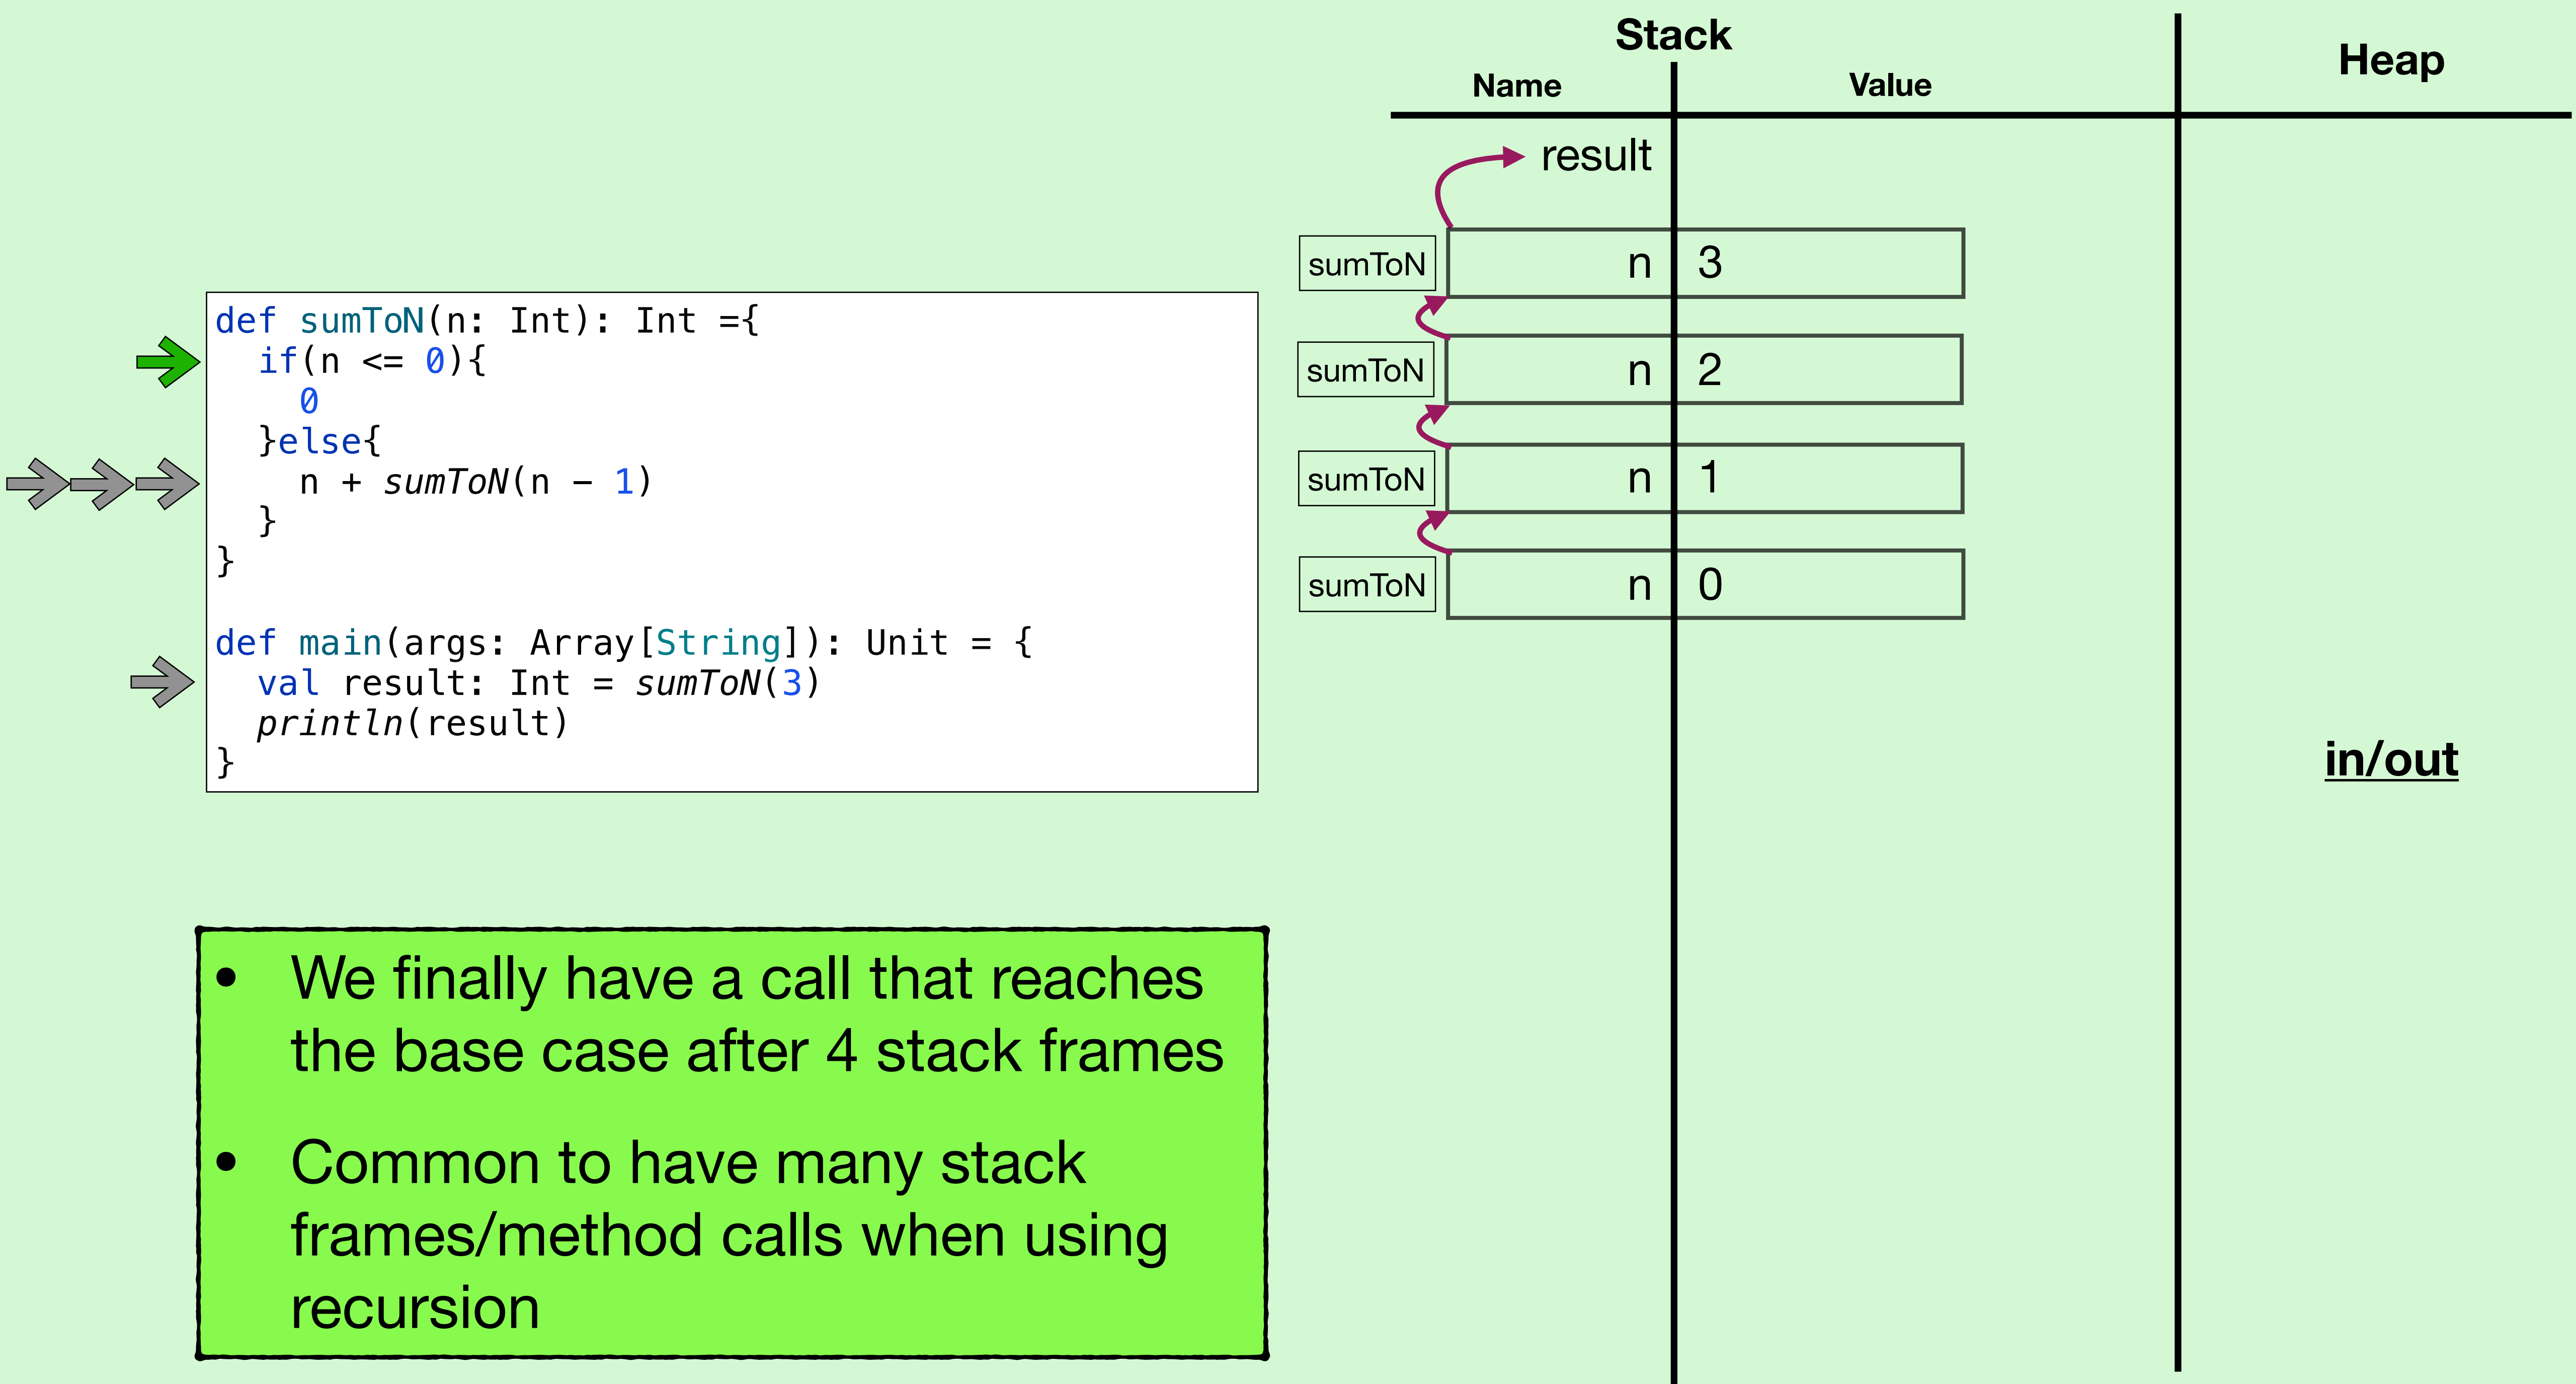 Stack
Heap
Name Value
result
sumToN n 3
sumToN n 2
sumToN n 1
sumToN n 0
def sumToN(n: Int): Int ={
  if(n <= 0){
    0
  }else{
    n + sumToN(n − 1)
  }
}
def main(args: Array[String]): Unit = {
  val result: Int = sumToN(3)
  println(result)
}
in/out
• We finally have a call that reaches
the base case after 4 stack frames
• Common to have many stack
frames/method calls when using
recursion